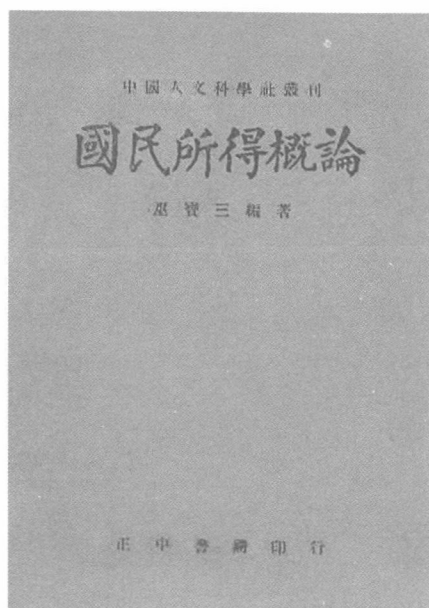 中國人文科學社叢刊
國民所得概論
巫寶三編著
正中書局印行